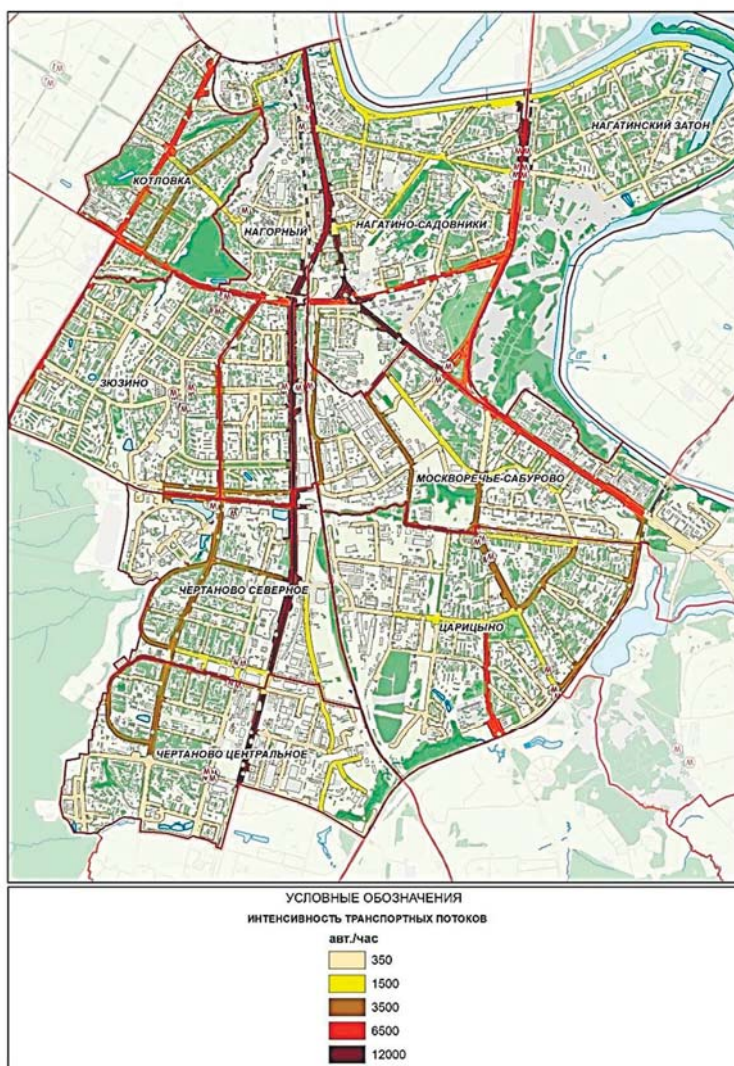 НАГАТИНСКИЙ ЗАТОН
КОТЛОВКА
НАГОРНЫЙ
НАГАТИНО-САДОВНИКИ
ЗЮЗИНО
МОСКВОРЕЧЬЕ-САБУРОВО
ЧЕРТАНОВО СЕВЕРНОЕ
ЦАРИЦЫНО
ЧЕРТАНОВО ЦЕНТРАЛЬНОЕ
УСЛОВНЫЕ ОБОЗНАЧЕНИЯ
ИНТЕНСИВНОСТЬ ТРАНСПОРТНЫХ ПОТОКОВ
авт./час
350
1500
3500
6500
12000